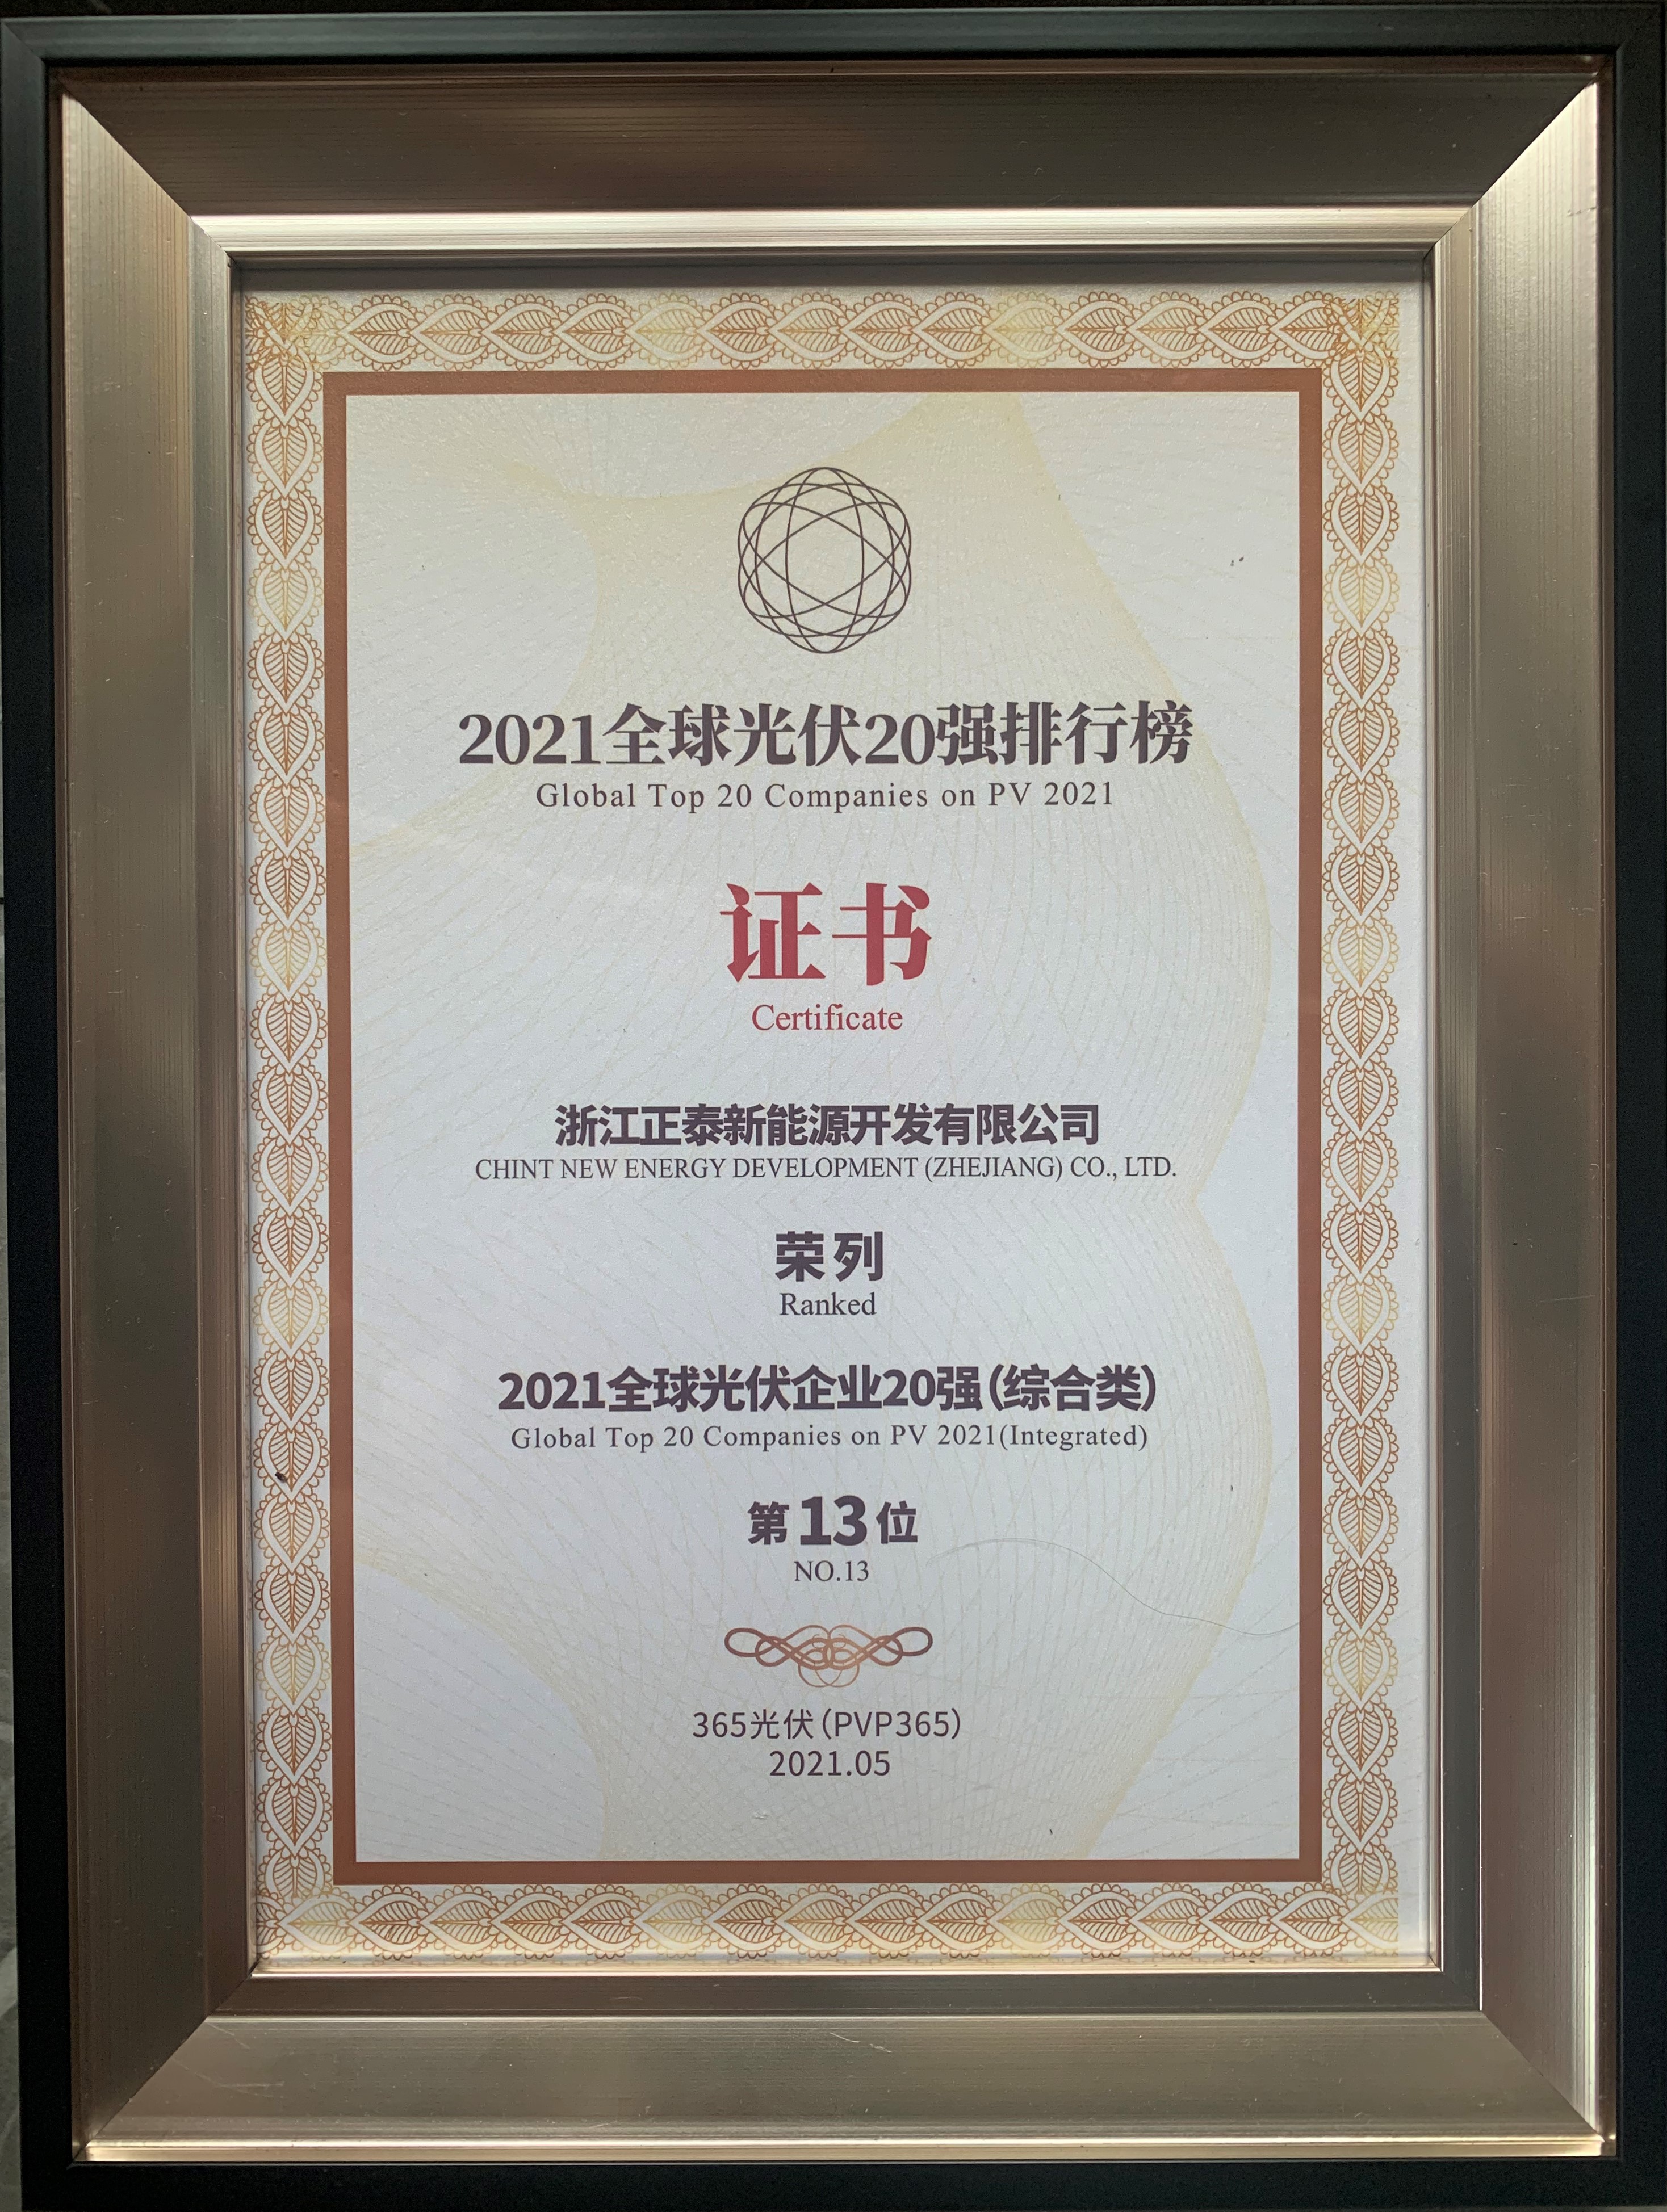 2021全球光伏20强排行榜
Global Top 20 Companies on PV 2021
证书
Certificate
浙江正泰新能源开发有限公司
CHINT NEW ENERGY DEVELOPMENT (ZHEJIANG) CO., LTD.
荣列
Ranked
2021全球光伏企业20强(综合类)
Global Top 20 Companies on PV 2021(Integrated)
第13位
NO.13
365光伏(PVP365)
2021.05